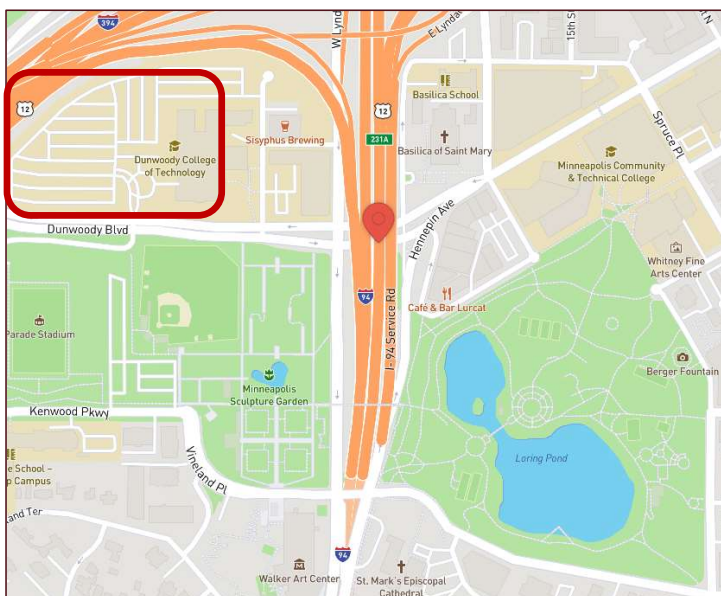 394
94
W Lynd
E Lyndal
15th S
t N
12
12
Basilica School
231A
Sisyphus Brewing
Basilica of Saint Mary
Spruce Pl
Dunwoody College
of Technology
Minneapolis Community
& Technical College
Dunwoody Blvd
Hennepin Ave
Whitney Fine
Arts Center
94
Café & Bar Lurcat
I- 94 Service Rd
Parade Stadium
Berger Fountain
Minneapolis
Sculpture Garden
Kenwood Pkwy
Loring Pond
e School –
p Campus
Vineland Pl
and Ter
94
Walker Art Center
St. Mark's Episcopal
Cathedral